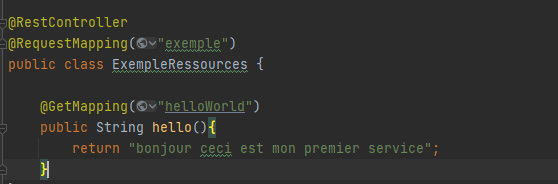 @RestController
@RequestMapping("exemple")
public class ExempleRessources {
@GetMapping("helloWorld")
public String hello(){
return "bonjour ceci est mon premier service";
}